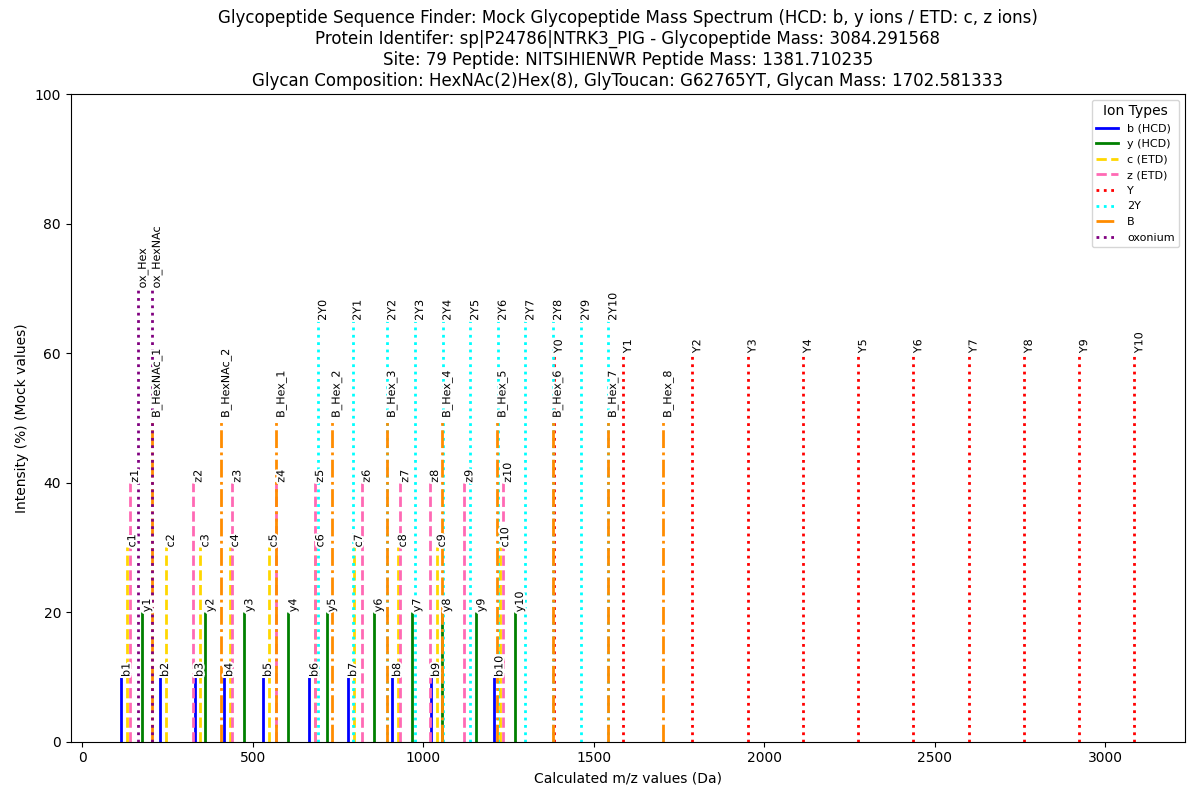 Glycopeptide Sequence Finder: Mock Glycopeptide Mass Spectrum (HCD: b, y ions / ETD: c, z ions)
Protein Identifer: sp|P24786|NTRK3_PIG - Glycopeptide Mass: 3084.291568
Site: 79 Peptide: NITSIHIENWR Peptide Mass: 1381.710235
Glycan Composition: HexNAc(2)Hex(8), GlyToucan: G62765YT, Glycan Mass: 1702.581333
Intensity (%) (Mock values)
100
80
60
40
20
0
Ion Types
b (HCD)
y (HCD)
c (ETD)
z (ETD)
Y
2Y
B
oxonium
ox_Hex
ox_HexNAc
2Y0
2Y1
2Y2
2Y3
2Y4
2Y5
2Y6
2Y7
2Y8
2Y9
2Y10
Y0
Y1
Y2
Y3
Y4
Y5
Y6
Y7
Y8
Y9
Y10
B_HexNAc_1
B_HexNAc_2
B_Hex_1
B_Hex_2
B_Hex_3
B_Hex_4
B_Hex_5
B_Hex_6
B_Hex_7
B_Hex_8
z1
z2
z3
z4
z5
z6
z7
z8
z9
z10
c1
c2
c3
c4
c5
c6
c7
c8
c9
c10
y1
y2
y3
y4
y5
y6
y7
y8
y9
y10
b1
b2
b3
b4
b5
b6
b7
b8
b9
b10
0
500
1000
1500
2000
2500
3000
Calculated m/z values (Da)